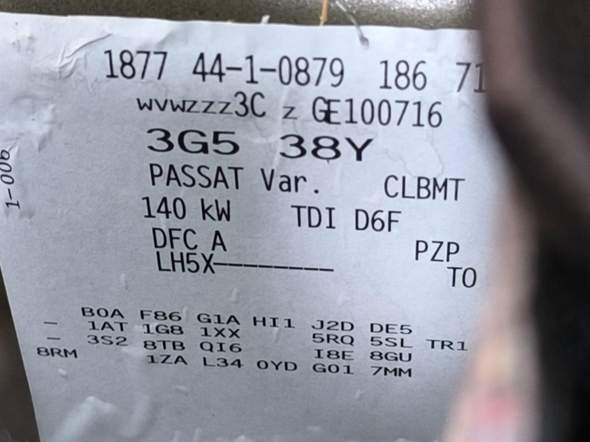 1877 44-1-0879 186 71
WVWZZZ3C Z GE100716
3G5 38Y
PASSAT Var. CLBMT
140 kW TDI D6F
DFC A PZP
LH5X———————— TO
1-006
— B0A F86 G1A HI1 J2D DE5
— 1AT 1G8 1XX 5RQ 5SL TR1
3S2 8TB QI6 I8E 8GU
8RM 1ZA L34 0YD G01 7MM